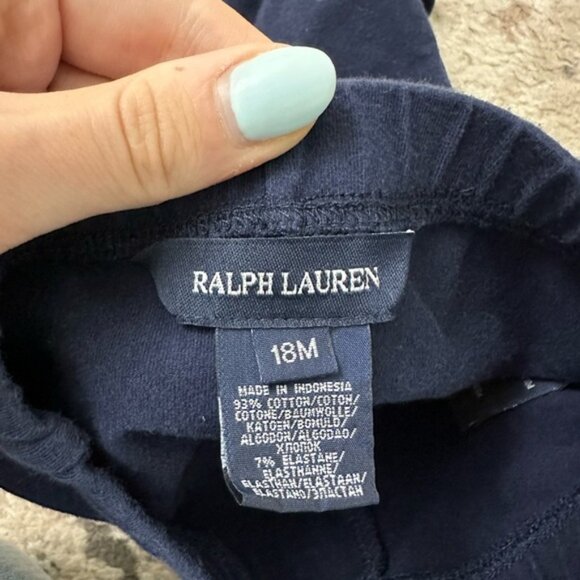 RALPH LAUREN
18M
MADE IN INDONESIA
93% COTTON/COTON/
COTONE/BAUMWOLLE/
KATOEN/BOMULD/
ALGODON/ALGODAO/
ХЛОПОК
7% ELASTANE/
ELASTHANNE/
ELASTHAN/ELASTAAN/
ELASTANO/ЭЛАСТАН